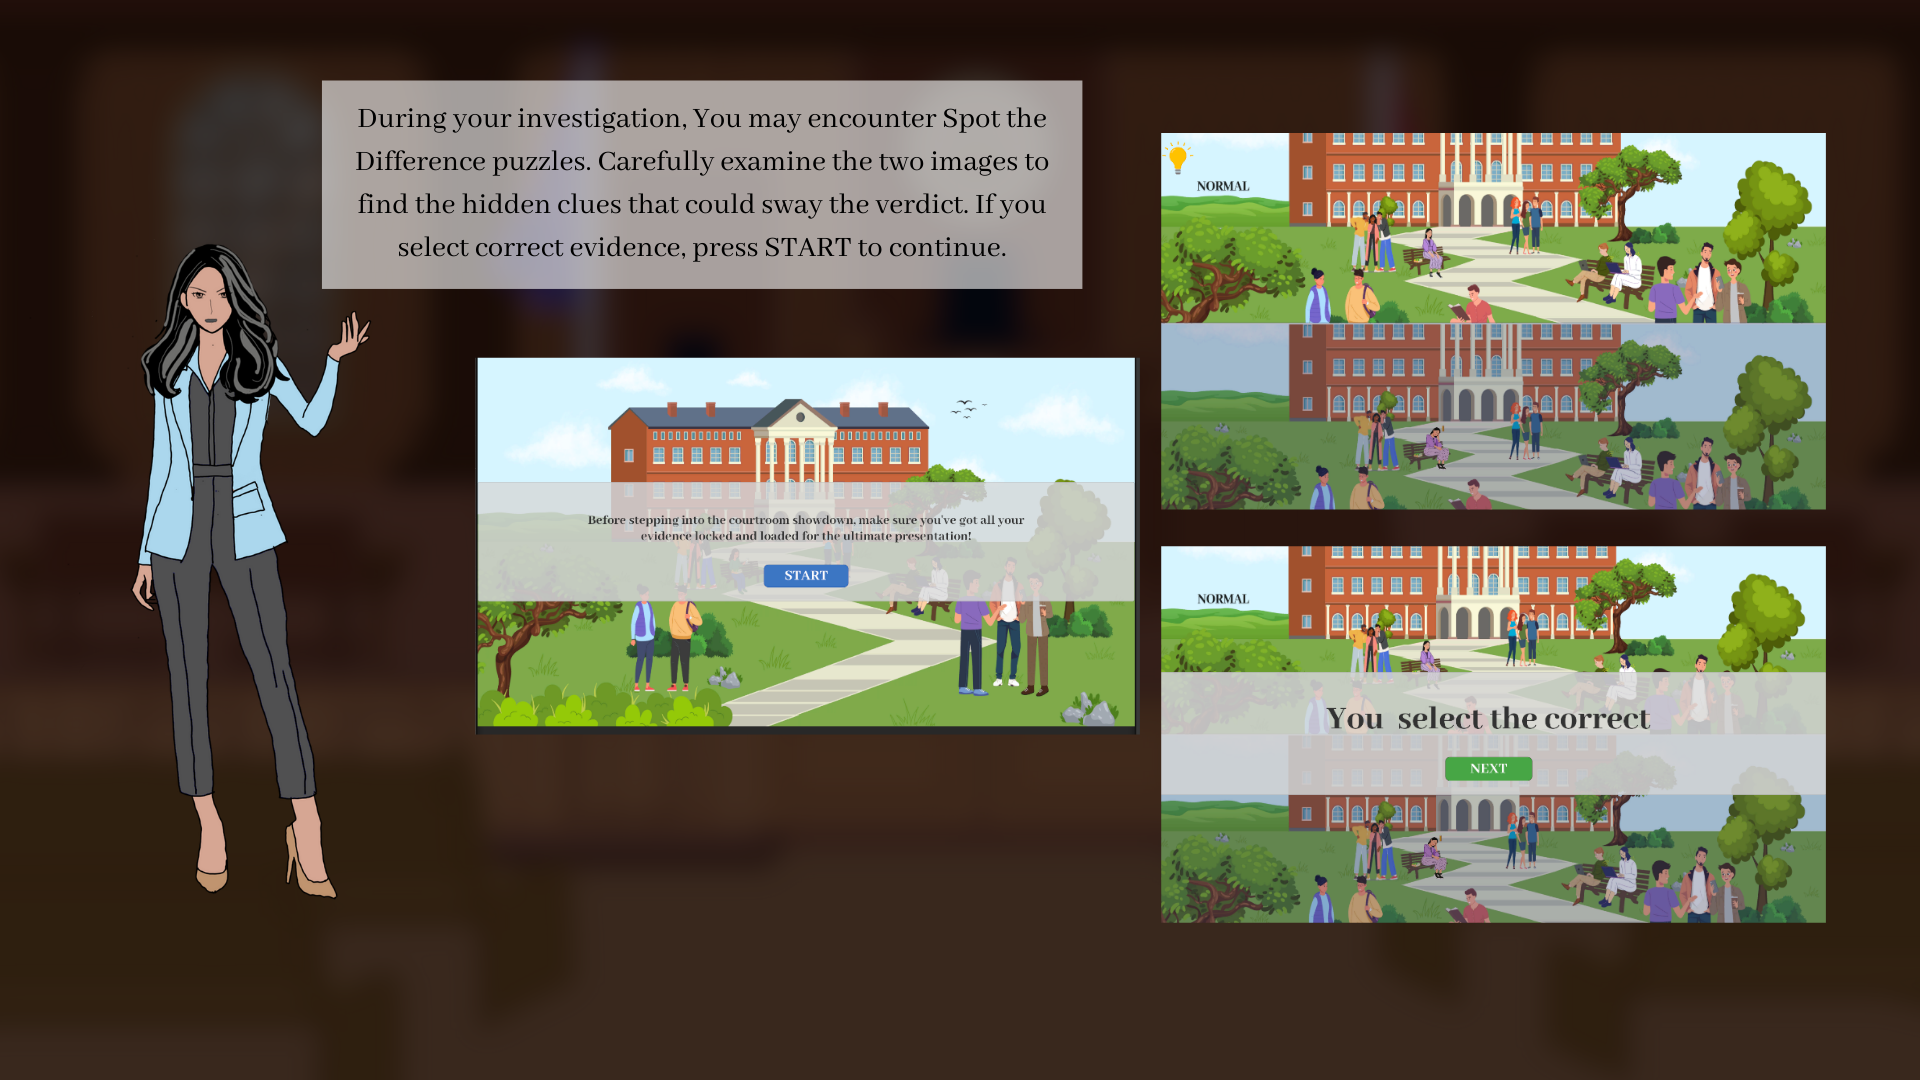 During your investigation, You may encounter Spot the
Difference puzzles. Carefully examine the two images to
find the hidden clues that could sway the verdict. If you
select correct evidence, press START to continue.
Before stepping into the courtroom showdown, make sure you've got all your
evidence locked and loaded for the ultimate presentation!
START
NORMAL
NORMAL
You select the correct
NEXT